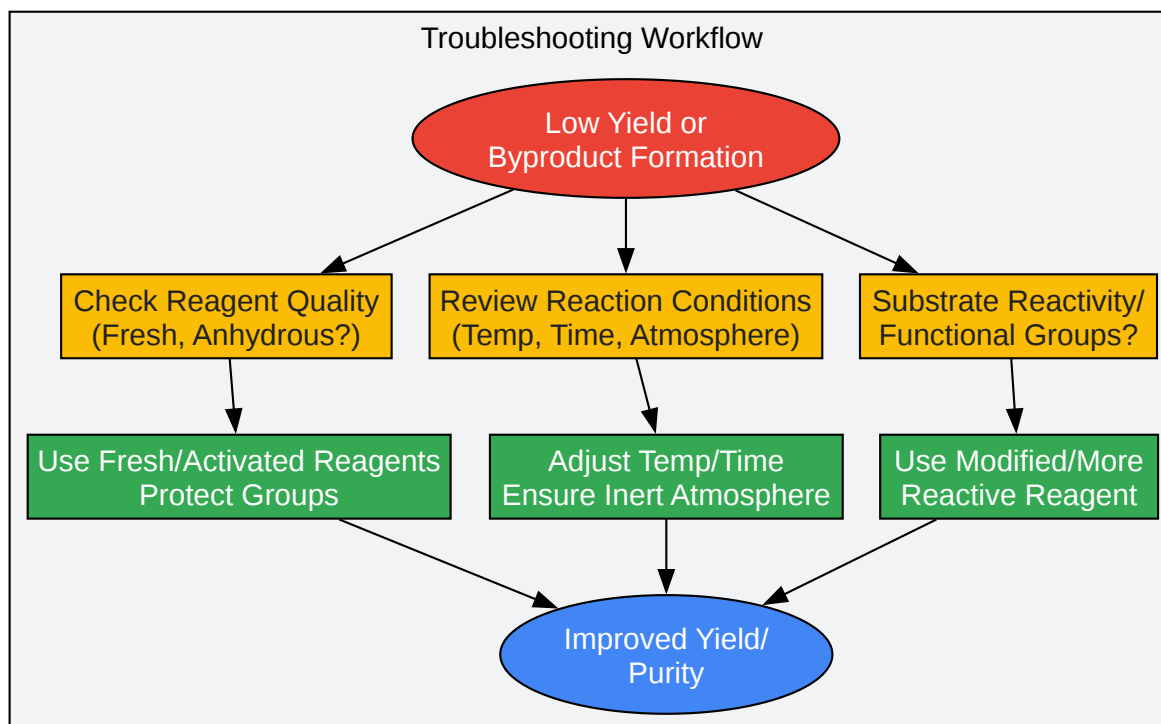 Troubleshooting Workflow
Low Yield or
Byproduct Formation
Check Reagent Quality
(Fresh, Anhydrous?)
Review Reaction Conditions
(Temp, Time, Atmosphere)
Substrate Reactivity/
Functional Groups?
Use Fresh/Activated Reagents
Protect Groups
Adjust Temp/Time
Ensure Inert Atmosphere
Use Modified/More
Reactive Reagent
Improved Yield/
Purity